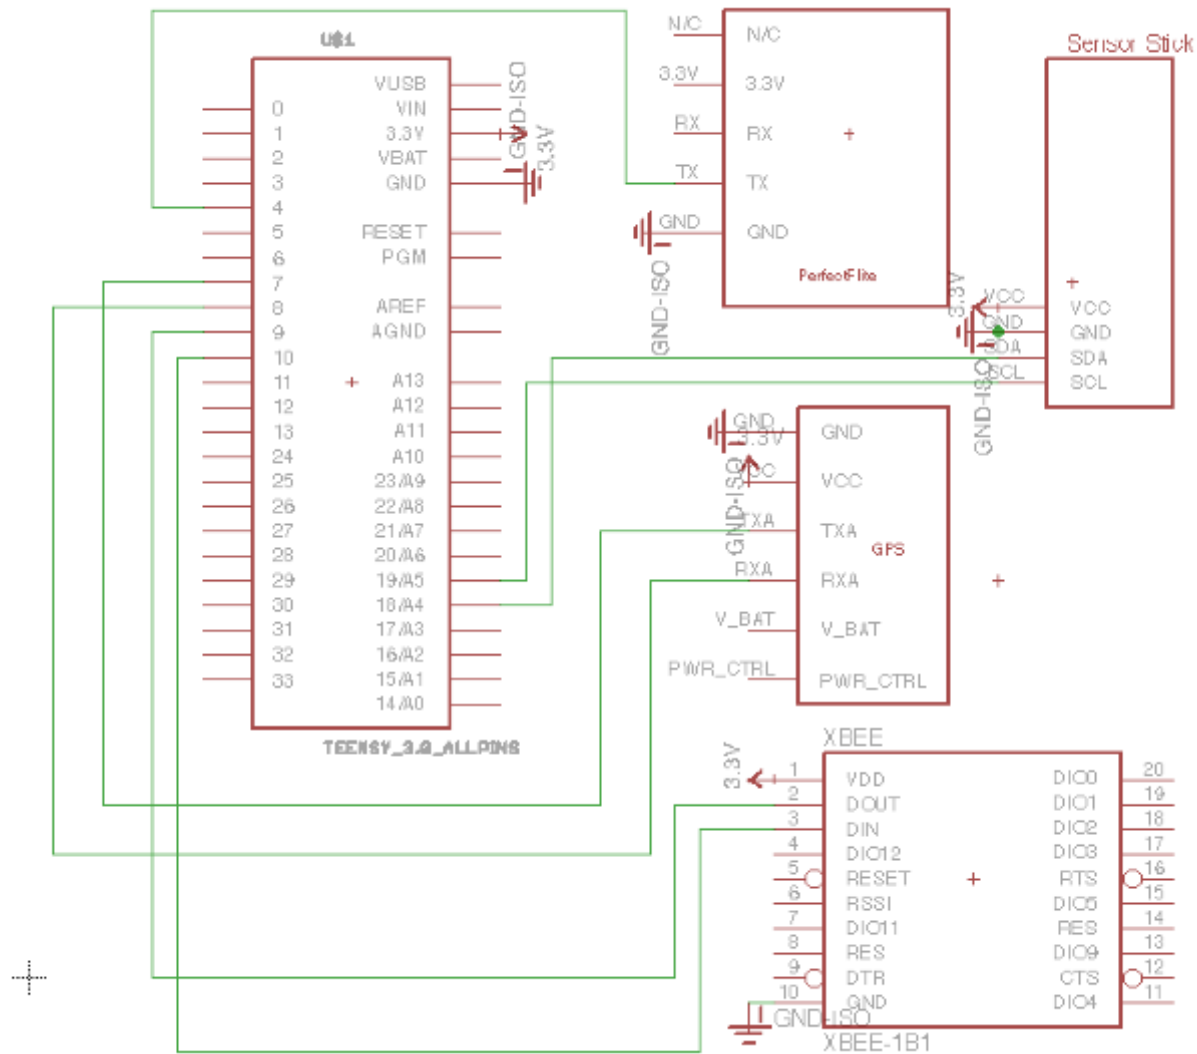 U$1
VUSB
0 VIN
1 3.3V
2 VBAT
3 GND
4
5 RESET
6 PGM
7
8 AREF
9 AGND
10
11 A13
12 A12
13 A11
24 A10
25 23/A9
26 22/A8
27 21/A7
28 20/A6
29 19/A5
30 18/A4
31 17/A3
32 16/A2
33 15/A1
14/A0
TEENSY_3.0_ALLPINS
GND-ISO
3.3V
N/C N/C
3.3V 3.3V
RX RX
TX TX
GND GND
GND-ISO
PerfectFlite
Sensor Stick
3.3V
VCC VCC
GND GND
SDA SDA
SCL SCL
GND-ISO
GND GND
3.3V
VCC
GND-ISO
TXA TXA
GPS
RXA RXA
V_BAT V_BAT
PWR_CTRL PWR_CTRL
XBEE
3.3V
1 VDD DIO0 20
2 DOUT DIO1 19
3 DIN DIO2 18
4 DIO12 DIO3 17
5 RESET RTS 16
6 RSSI DIO5 15
7 DIO11 RES 14
8 RES DIO9 13
9 DTR CTS 12
10 GND DIO4 11
GND-ISO
XBEE-1B1